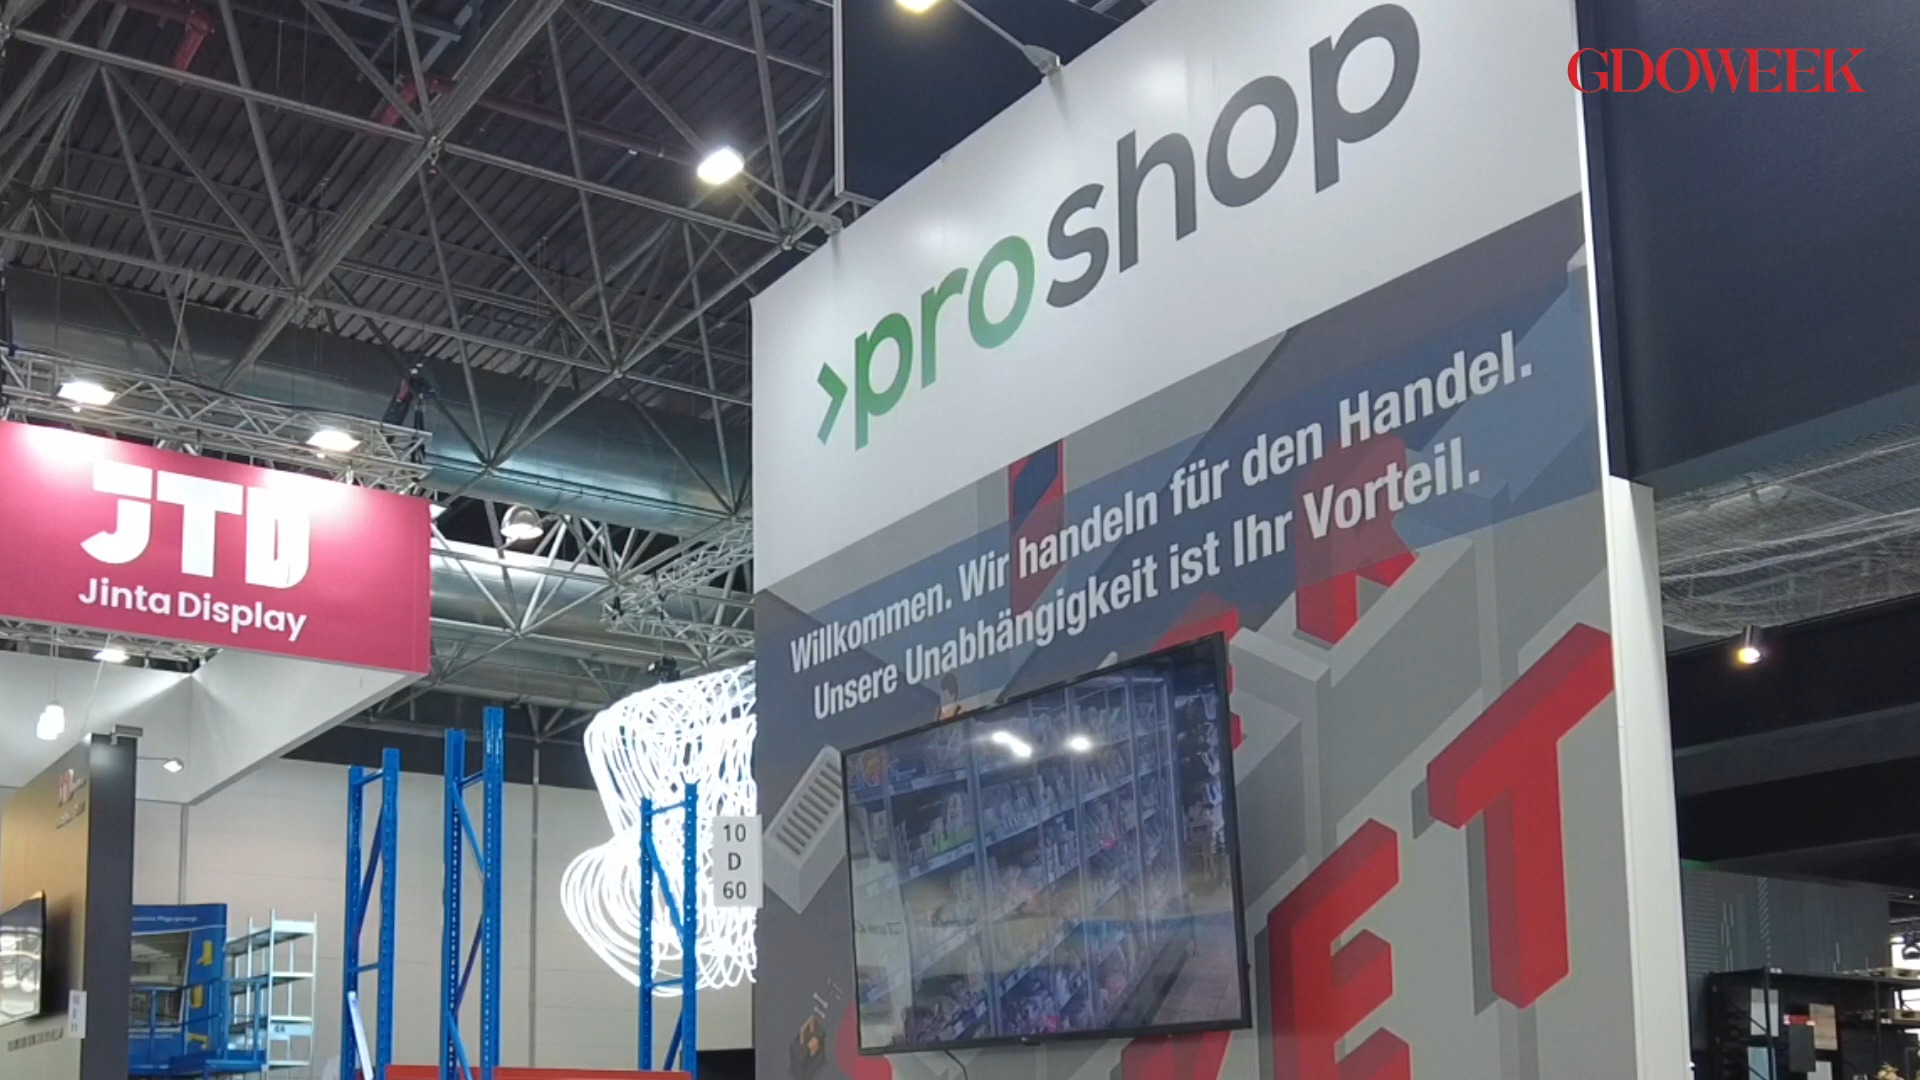 GDOWEEK
>proshop
Willkommen. Wir handeln für den Handel.
Unsere Unabhängigkeit ist Ihr Vorteil.
JTD
Jinta Display
10
D
60